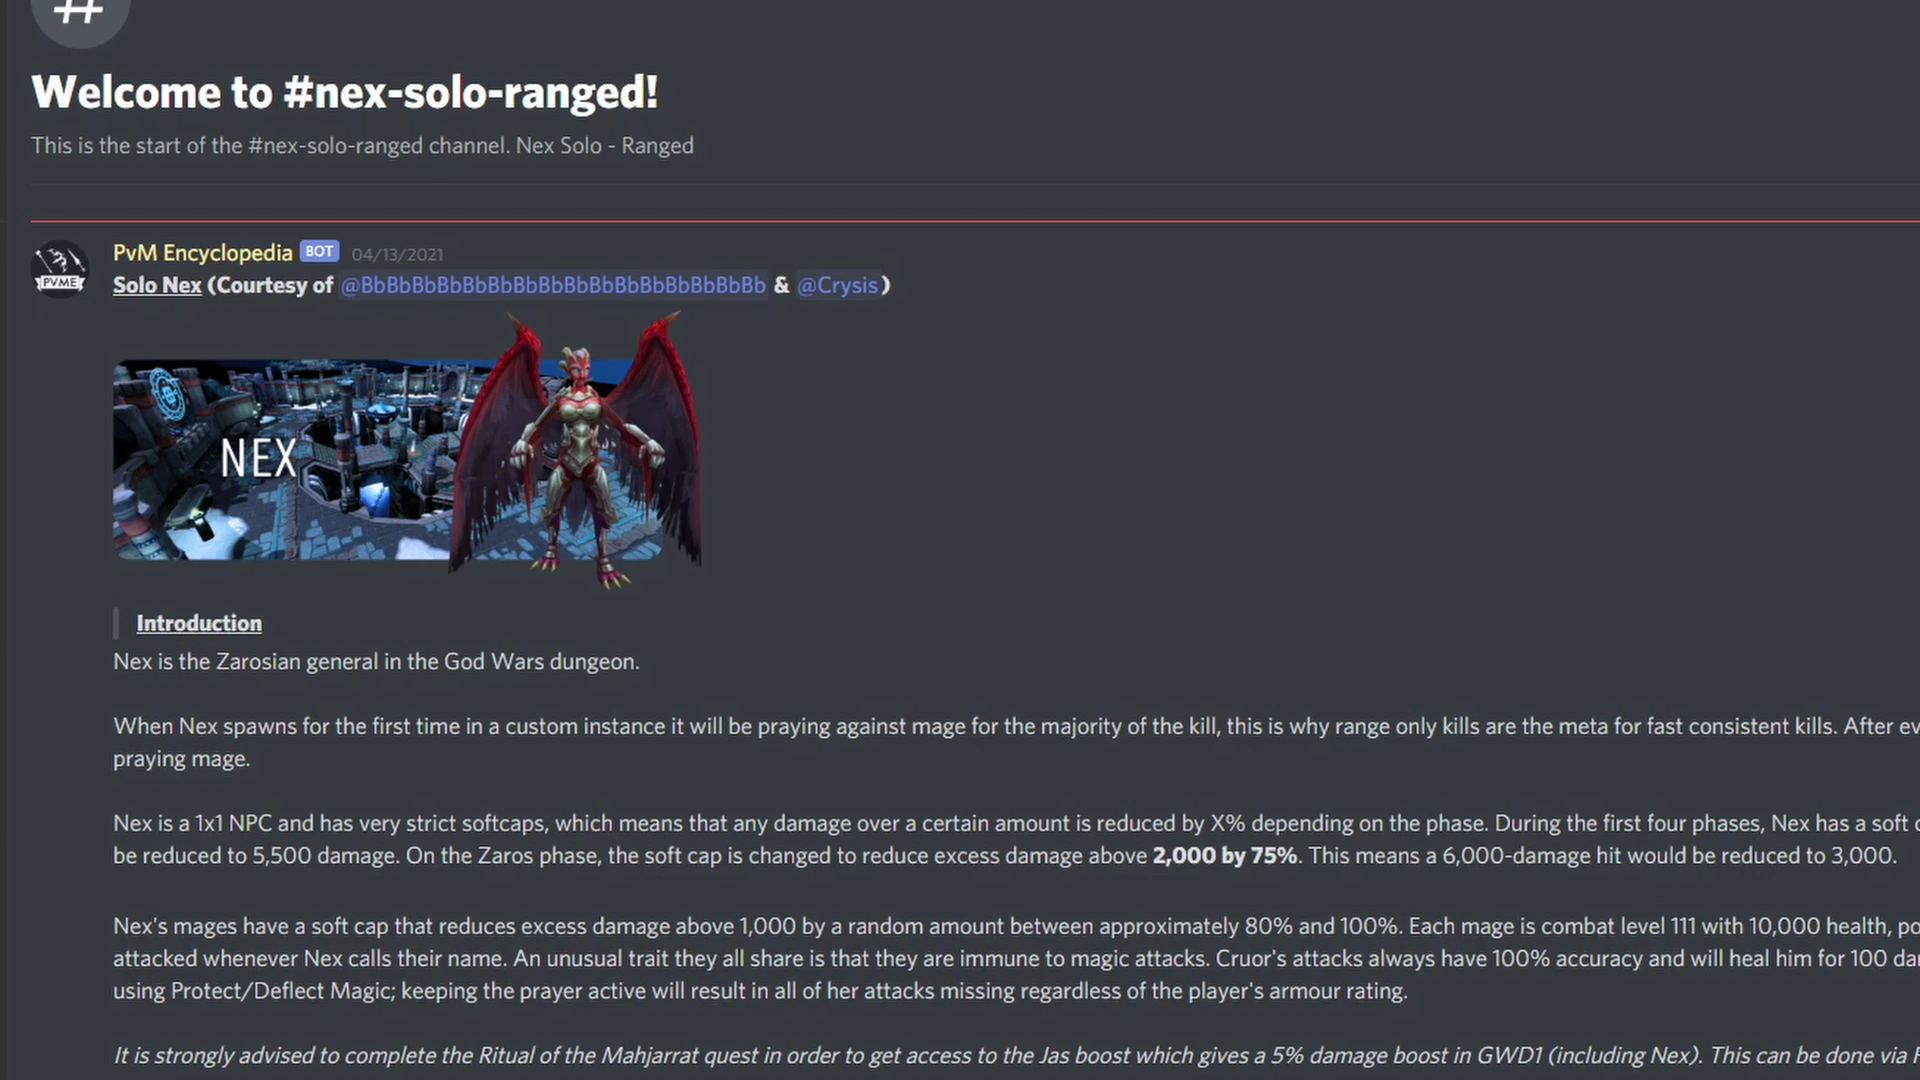 #
Welcome to #nex-solo-ranged!
This is the start of the #nex-solo-ranged channel. Nex Solo - Ranged
PvM Encyclopedia BOT 04/13/2021
PVME
Solo Nex (Courtesy of @BbBbBbBbBbBbBbBbBbBbBbBbBbBbBbBb & @Crysis)
NEX
Introduction
Nex is the Zarosian general in the God Wars dungeon.
When Nex spawns for the first time in a custom instance it will be praying against mage for the majority of the kill, this is why range only kills are the meta for fast consistent kills. After
praying mage.
Nex is a 1x1 NPC and has very strict softcaps, which means that any damage over a certain amount is reduced by X% depending on the phase. During the first four phases, Nex has a soft
be reduced to 5,500 damage. On the Zaros phase, the soft cap is changed to reduce excess damage above 2,000 by 75%. This means a 6,000-damage hit would be reduced to 3,000.
Nex's mages have a soft cap that reduces excess damage above 1,000 by a random amount between approximately 80% and 100%. Each mage is combat level 111 with 10,000 health,
attacked whenever Nex calls their name. An unusual trait they all share is that they are immune to magic attacks. Cruor's attacks always have 100% accuracy and will heal him for 100
using Protect/Deflect Magic; keeping the prayer active will result in all of her attacks missing regardless of the player's armour rating.
It is strongly advised to complete the Ritual of the Mahjarrat quest in order to get access to the Jas boost which gives a 5% damage boost in GWD1 (including Nex). This can be done via